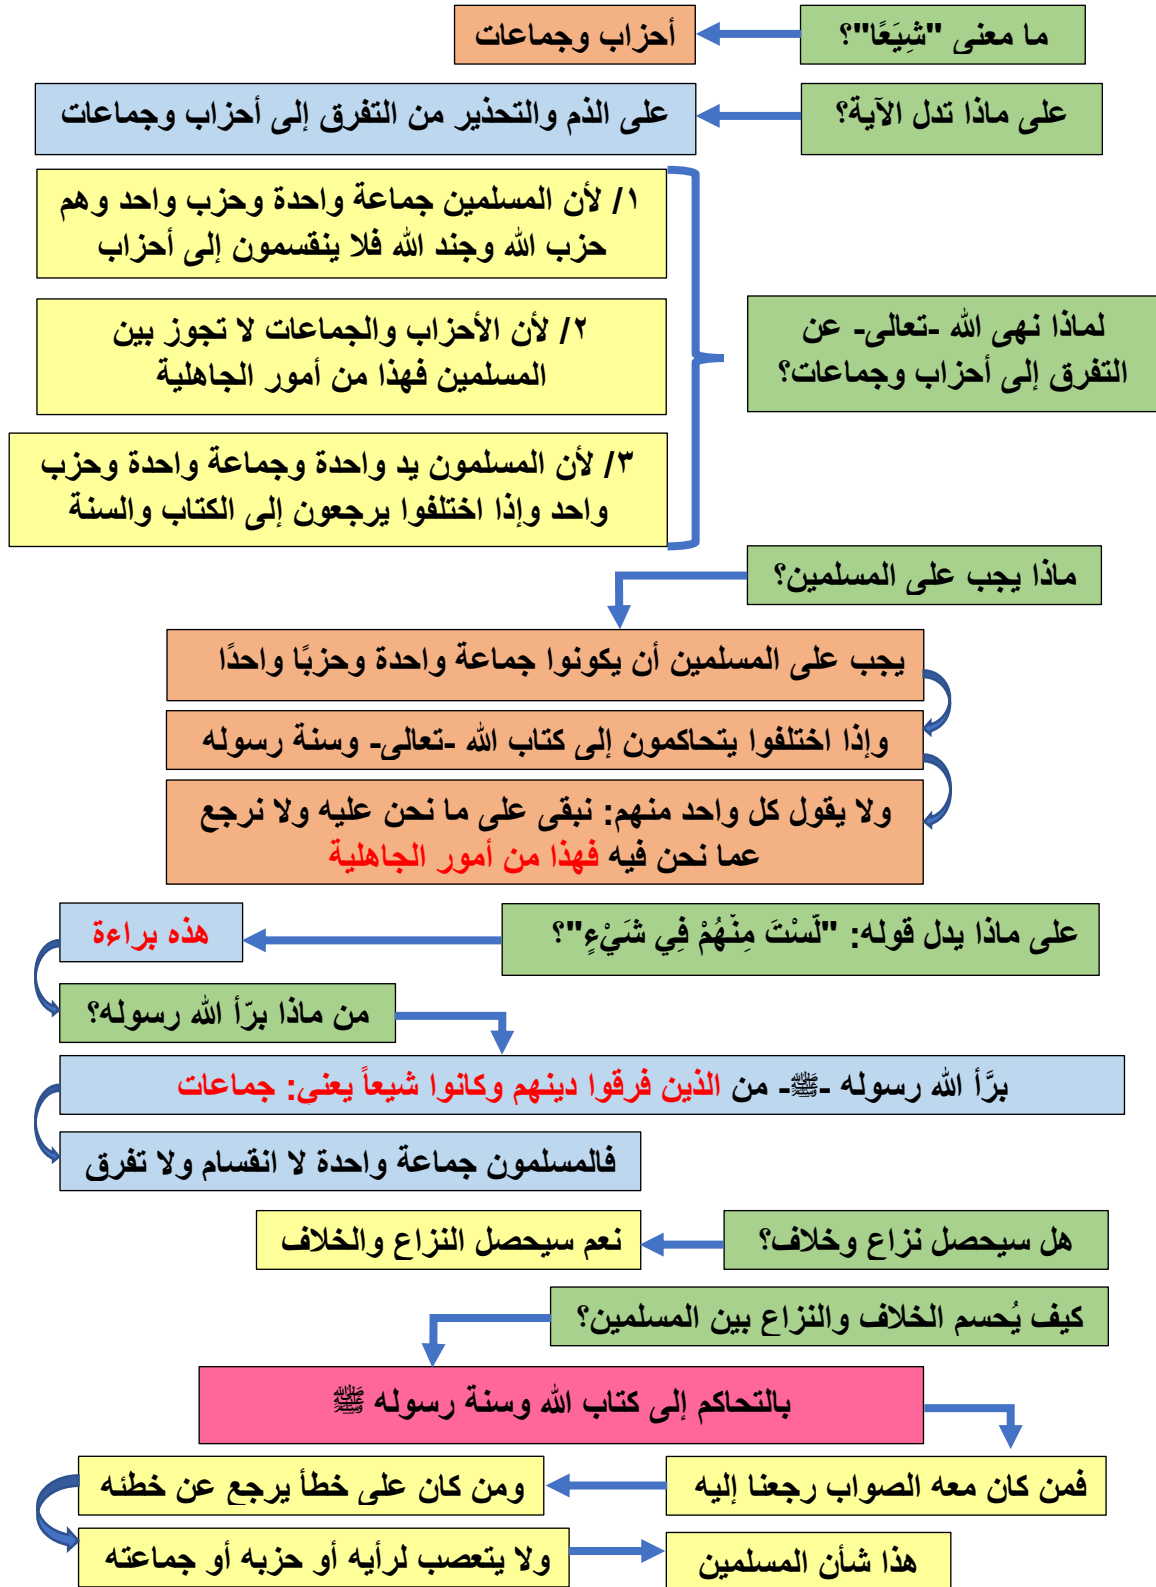 ما معنى "شِيَعًا"؟
أحزاب وجماعات
على ماذا تدل الآية؟
على الذم والتحذير من التفرق إلى أحزاب وجماعات
لماذا نهى الله -تعالى- عن
التفرق إلى أحزاب وجماعات؟
١/ لأن المسلمين جماعة واحدة وحزب واحد وهم
حزب الله وجند الله فلا ينقسمون إلى أحزاب
٢/ لأن الأحزاب والجماعات لا تجوز بين
المسلمين فهذا من أمور الجاهلية
٣/ لأن المسلمون يد واحدة وجماعة واحدة وحزب
واحد وإذا اختلفوا يرجعون إلى الكتاب والسنة
ماذا يجب على المسلمين؟
يجب على المسلمين أن يكونوا جماعة واحدة وحزبًا واحدًا
وإذا اختلفوا يتحاكمون إلى كتاب الله -تعالى- وسنة رسوله
ولا يقول كل واحد منهم: نبقى على ما نحن عليه ولا نرجع
عما نحن فيه فهذا من أمور الجاهلية
على ماذا يدل قوله: "لَّسْتَ مِنْهُمْ فِي شَيْءٍ"؟
هذه براءة
من ماذا برّأ الله رسوله؟
برَّأ الله رسوله -ﷺ- من الذين فرقوا دينهم وكانوا شيعاً يعني: جماعات
فالمسلمون جماعة واحدة لا انقسام ولا تفرق
هل سيحصل نزاع وخلاف؟
نعم سيحصل النزاع والخلاف
كيف يُحسم الخلاف والنزاع بين المسلمين؟
بالتحاكم إلى كتاب الله وسنة رسوله ﷺ
فمن كان معه الصواب رجعنا إليه
ومن كان على خطأ يرجع عن خطئه
ولا يتعصب لرأيه أو حزبه أو جماعته
هذا شأن المسلمين